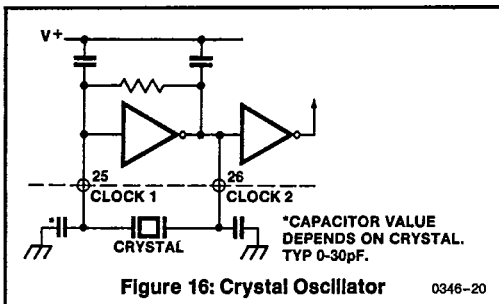 V+
25
CLOCK 1
26
CLOCK 2
*
CRYSTAL
*CAPACITOR VALUE
DEPENDS ON CRYSTAL.
TYP 0-30pF.
Figure 16: Crystal Oscillator
0346-20